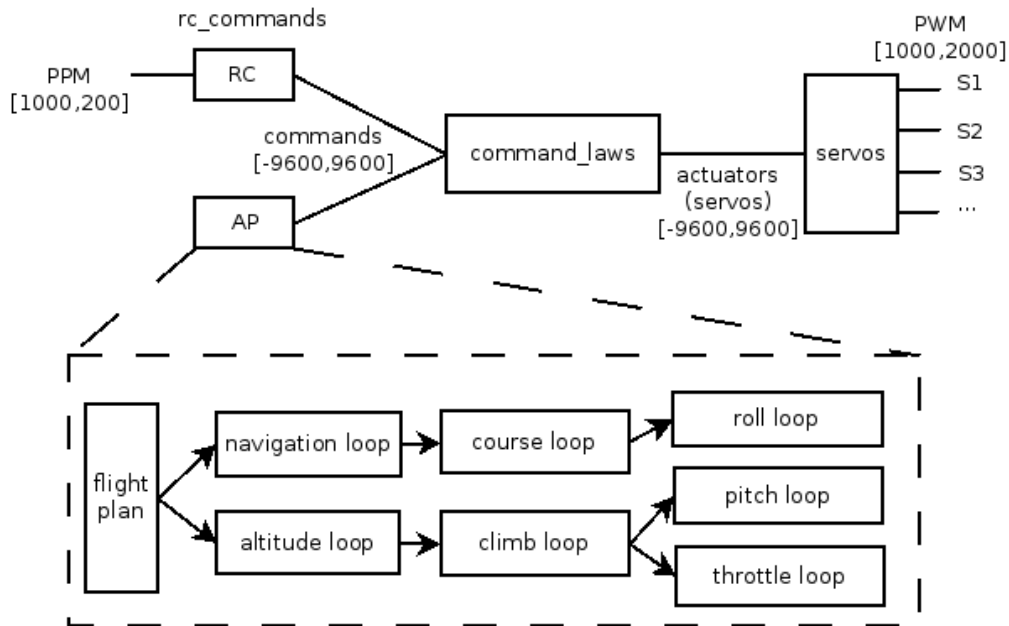 rc_commands
PWM
[1000,2000]
PPM
[1000,200]
RC
S1
commands
[-9600,9600]
command_laws
servos
S2
S3
actuators
(servos)
[-9600,9600]
...
AP
flight
plan
navigation loop
course loop
roll loop
pitch loop
altitude loop
climb loop
throttle loop